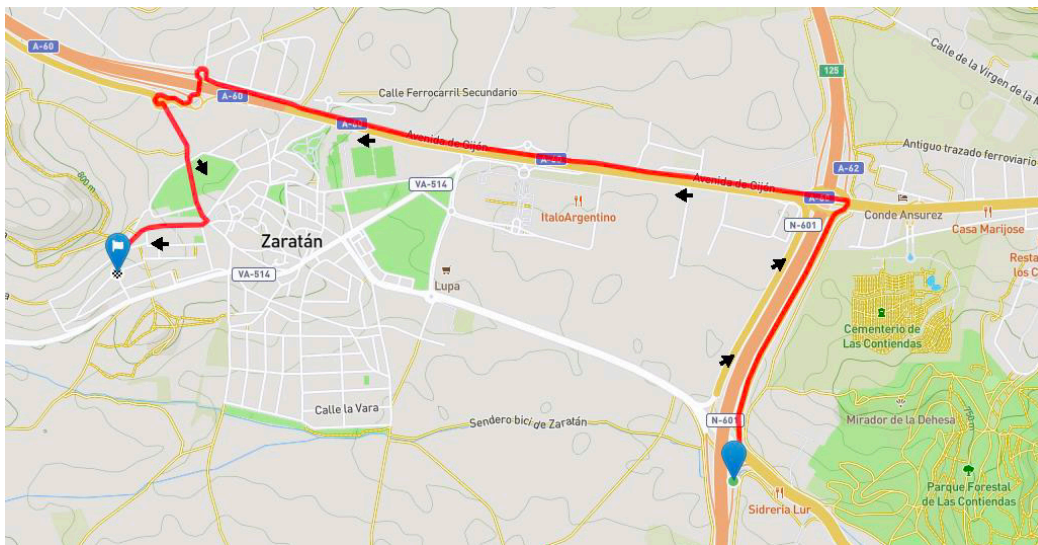 A-60
A-60
800 m
Calle Ferrocarril Secundario
A-60
Avenida de Gijón
VA-514
125
Calle de la Virgen de la
Antiguo trazado ferroviario
A-62
Avenida de Gijón
N-601
Conde Ansurez
Casa Marijose
ItaloArgentino
Zaratán
VA-514
Lupa
Resta
los C
Cementerio de
Las Contiendas
Calle la Vara
Sendero bici de Zaratán
N-601
Mirador de la Dehesa
750 m
Parque Forestal
de Las Contiendas
Sidrería Lur